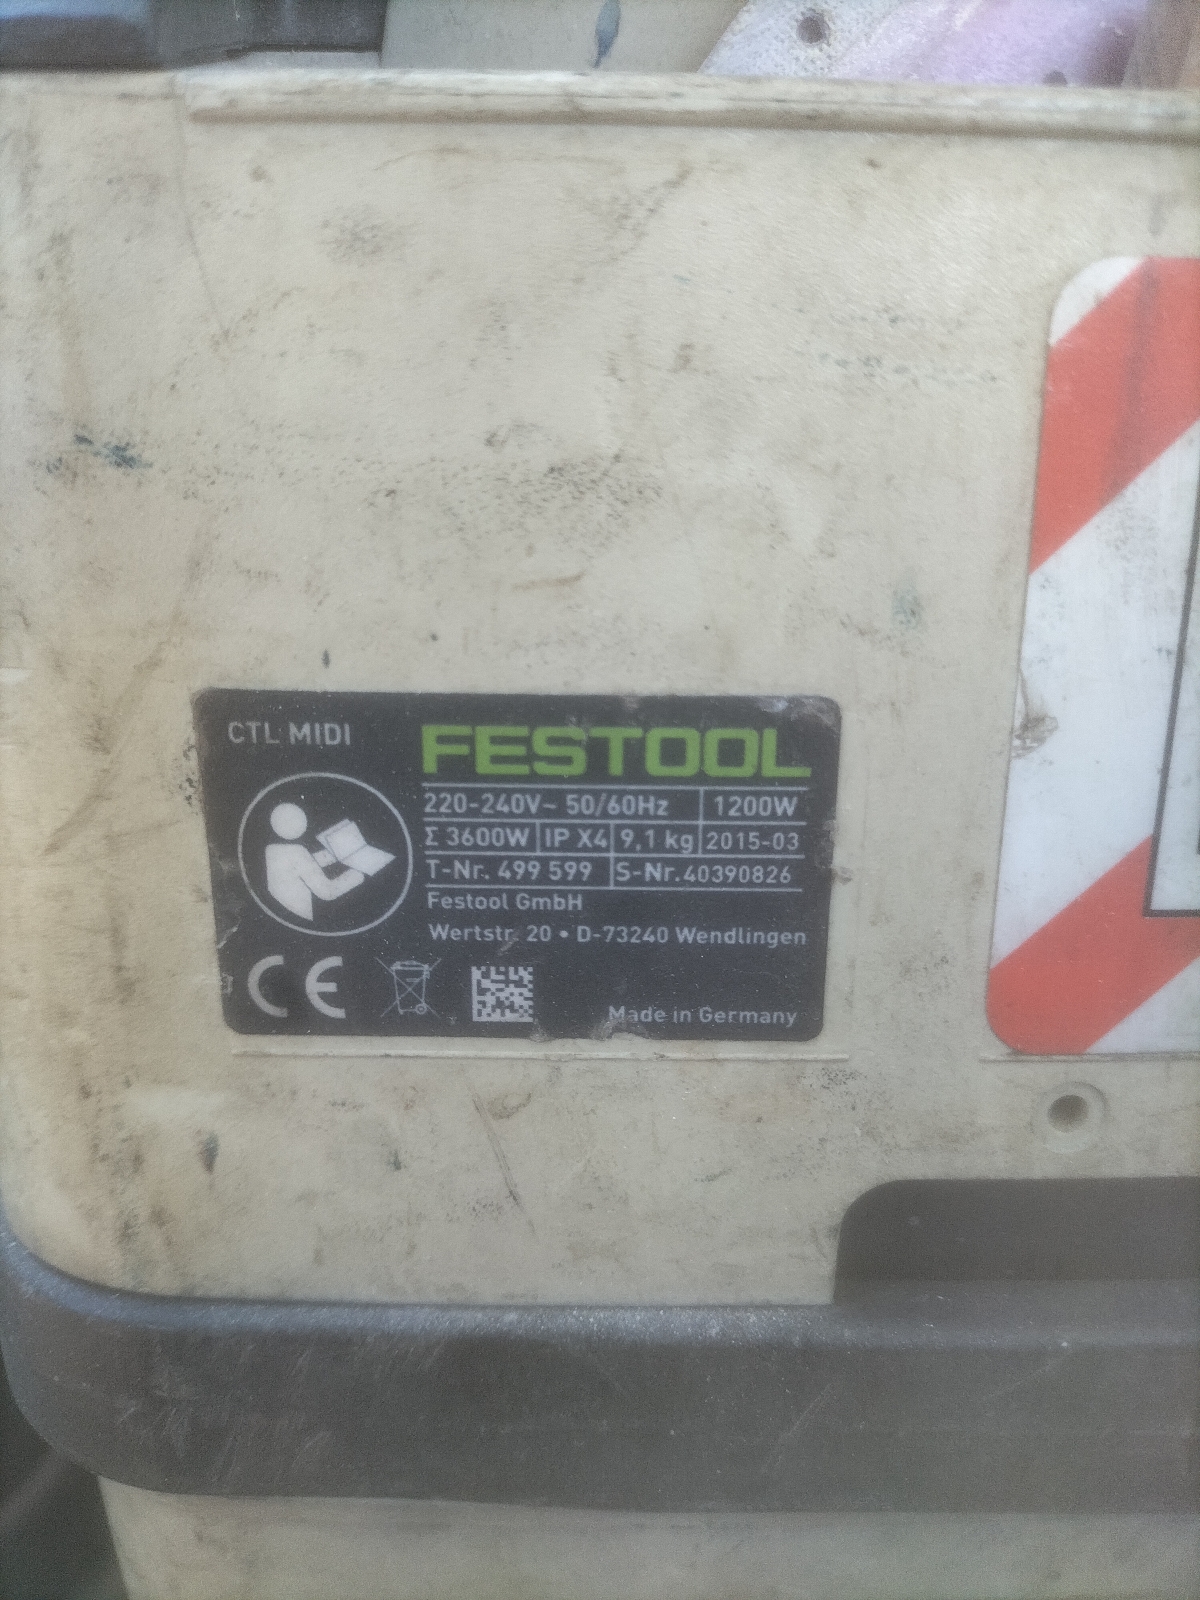 CTL MIDI
FESTOOL
220-240V~ 50/60Hz 1200W
Σ 3600W IP X4 9,1 kg 2015-03
T-Nr. 499 599 S-Nr. 40390826
Festool GmbH
Wertstr. 20 • D-73240 Wendlingen
CE
Made in Germany